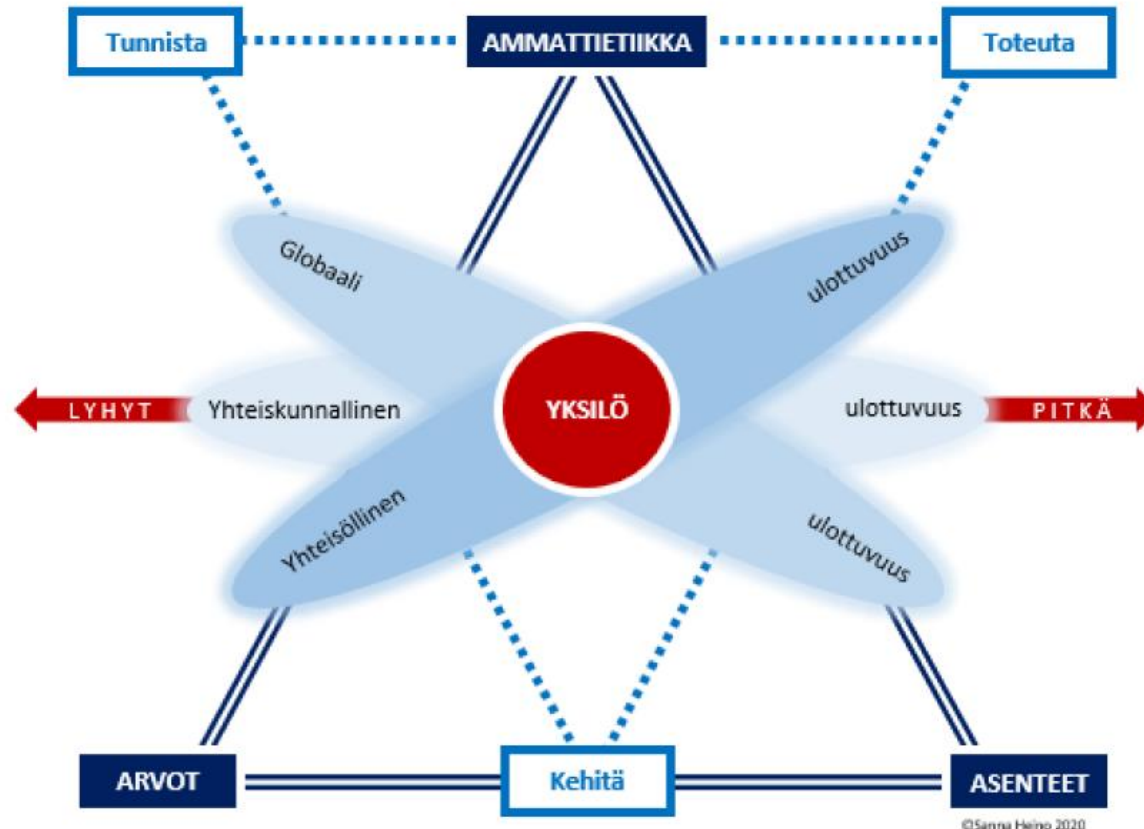 Tunnista
AMMATTIETIIKKA
Toteuta
Globaali
ulottuvuus
LYHYT
Yhteiskunnallinen
YKSILÖ
ulottuvuus
PITKÄ
Yhteisöllinen
ulottuvuus
ARVOT
Kehitä
ASENTEET
©Sanna Heino 2020